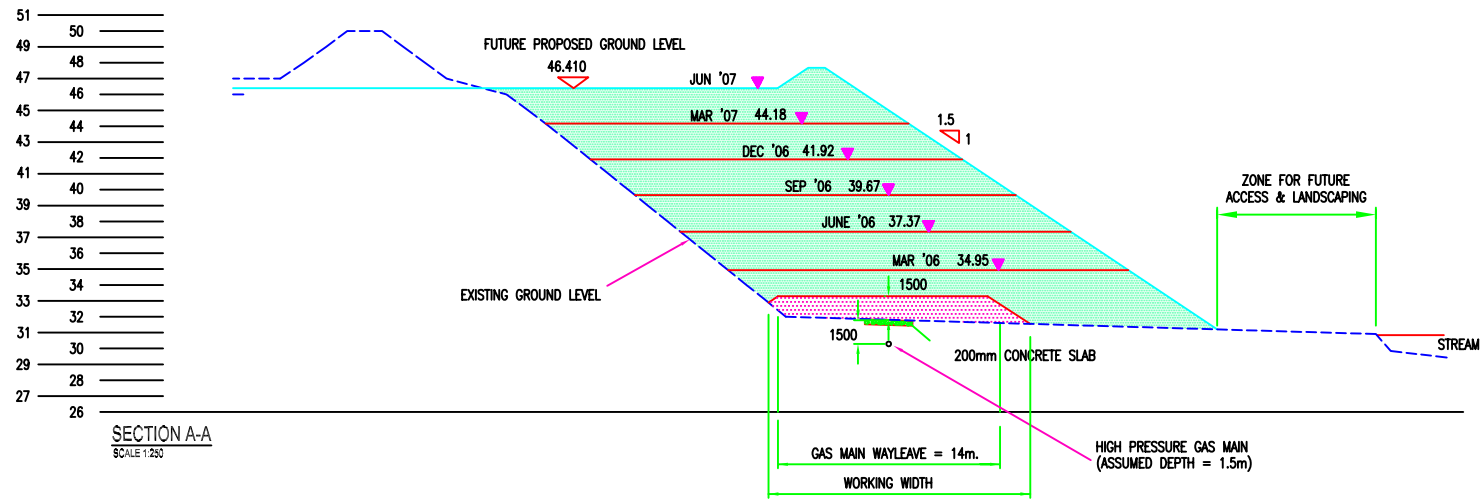 51
50
49
48
47
46
45
44
43
42
41
40
39
38
37
36
35
34
33
32
31
30
29
28
27
26
FUTURE PROPOSED GROUND LEVEL
46.410
JUN '07
MAR '07 44.18
1.5
1
DEC '06 41.92
SEP '06 39.67
ZONE FOR FUTURE
ACCESS & LANDSCAPING
JUNE '06 37.37
MAR '06 34.95
1500
EXISTING GROUND LEVEL
1500
200mm CONCRETE SLAB
STREAM
SECTION A-A
SCALE 1:250
GAS MAIN WAYLEAVE = 14m.
HIGH PRESSURE GAS MAIN
(ASSUMED DEPTH = 1.5m)
WORKING WIDTH